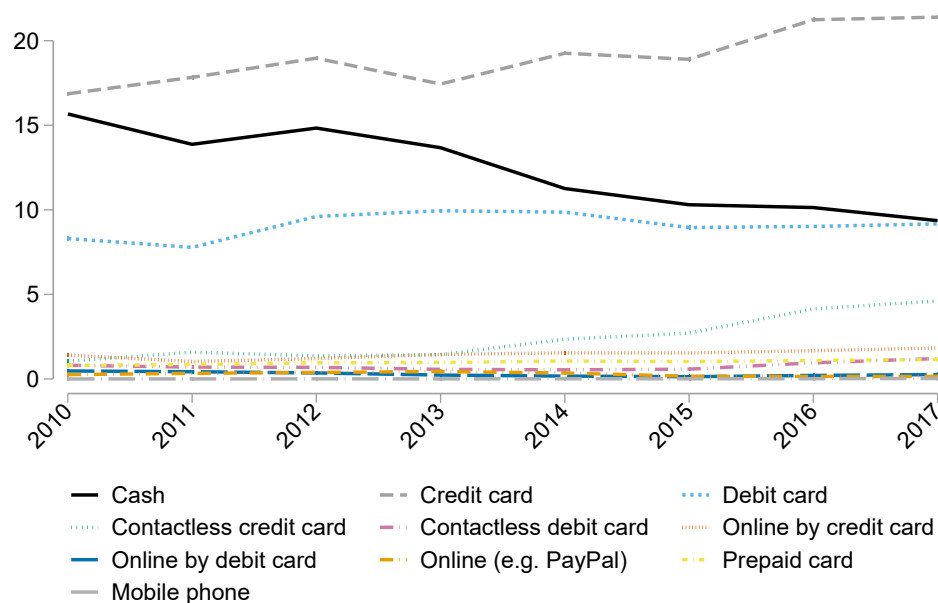 20
15
10
5
0
2010 2011 2012 2013 2014 2015 2016 2017
Cash Credit card Debit card
Contactless credit card Contactless debit card Online by credit card
Online by debit card Online (e.g. PayPal) Prepaid card
Mobile phone